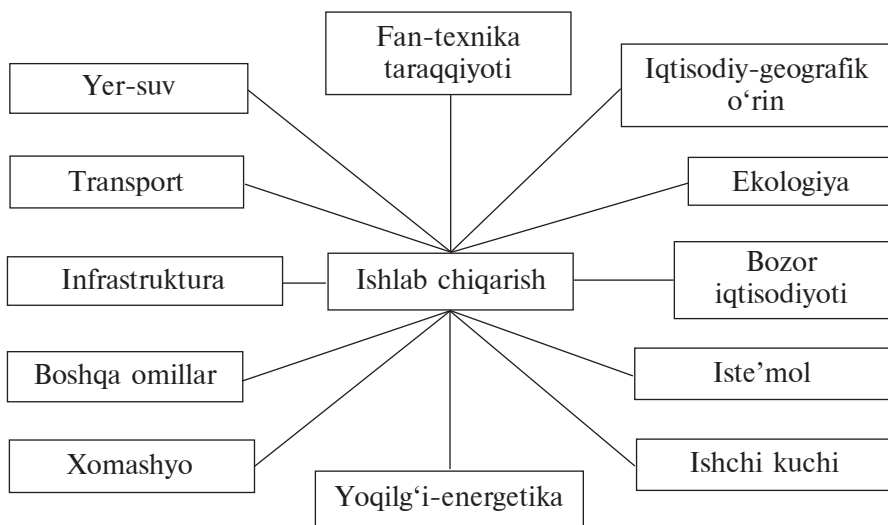 Fan-texnika
taraqqiyoti
Iqtisodiy-geografik
o‘rin
Yer-suv
Transport
Ekologiya
Infrastruktura
Ishlab chiqarish
Bozor
iqtisodiyoti
Boshqa omillar
Iste’mol
Xomashyo
Yoqilg‘i-energetika
Ishchi kuchi